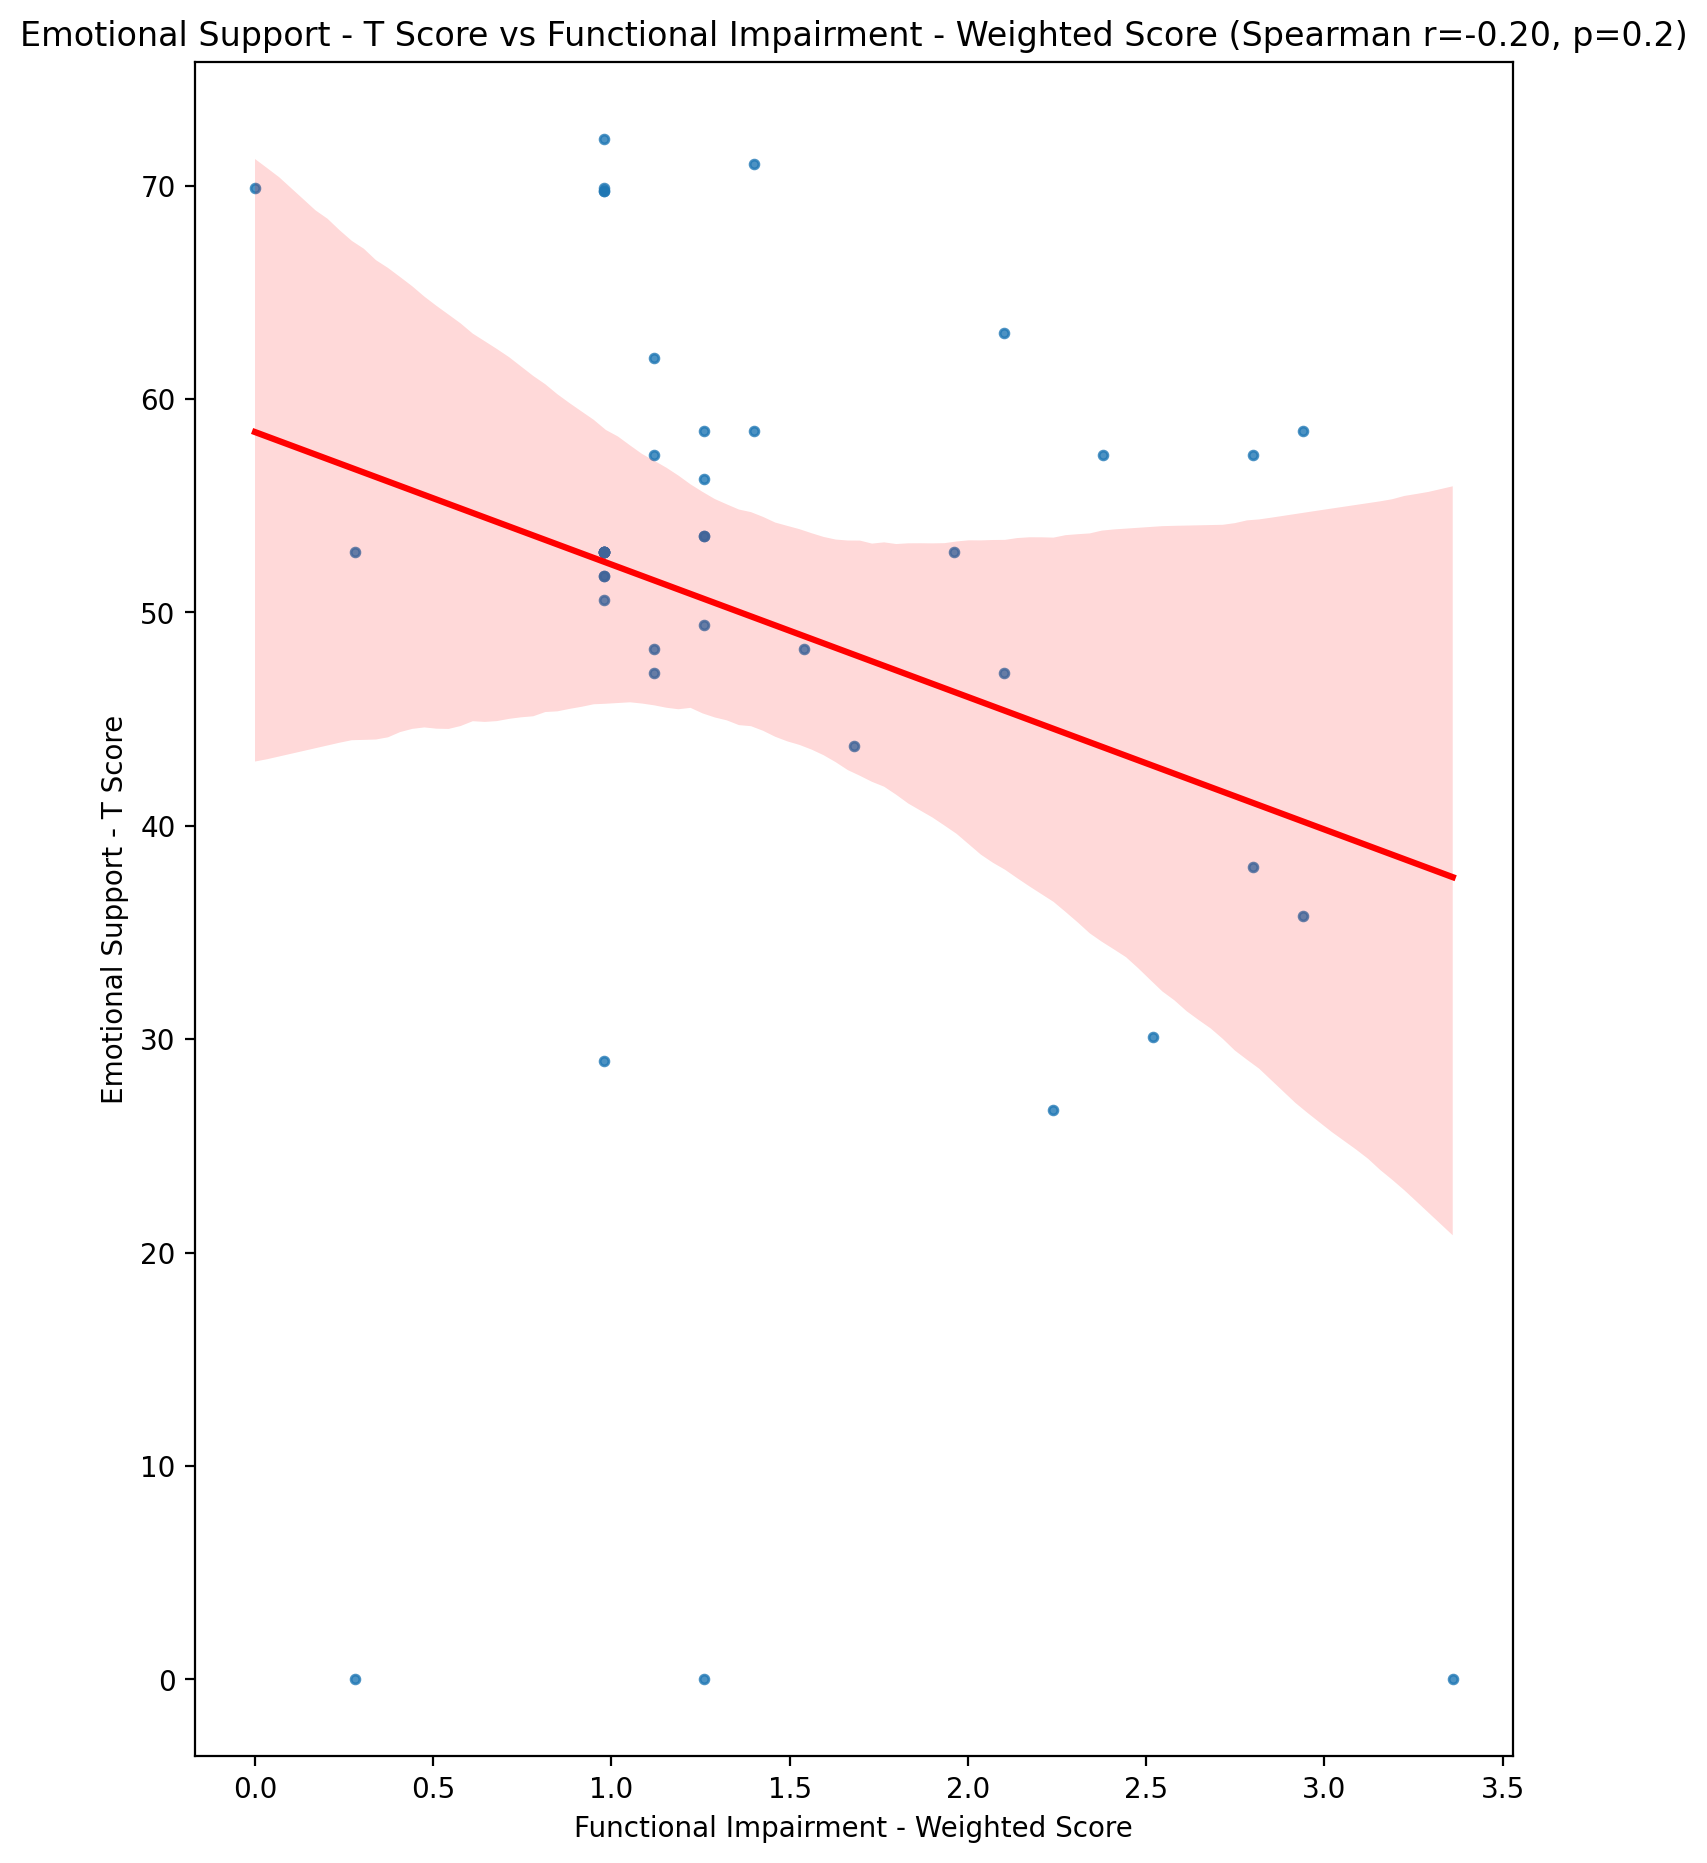 Emotional Support - T Score vs Functional Impairment - Weighted Score (Spearman r=-0.20, p=0.2)
Emotional Support - T Score
70
60
50
40
30
20
10
0
0.0 0.5 1.0 1.5 2.0 2.5 3.0 3.5
Functional Impairment - Weighted Score